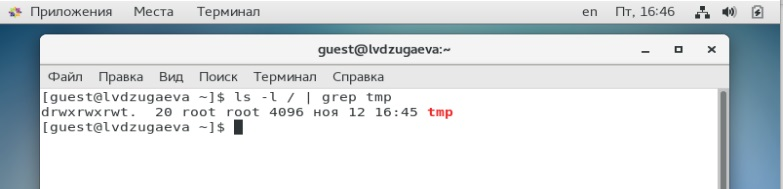 Приложения Места Терминал en Пт, 16:46
guest@lvdzugaeva:~
Файл Правка Вид Поиск Терминал Справка
[guest@lvdzugaeva ~]$ ls -l / | grep tmp
drwxrwxrwt.  20 root root 4096 ноя 12 16:45 tmp
[guest@lvdzugaeva ~]$